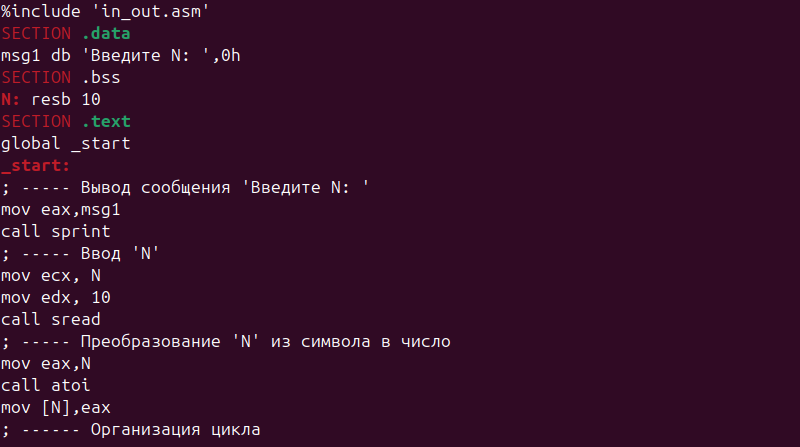 %include 'in_out.asm'
SECTION .data
msg1 db 'Введите N: ',0h
SECTION .bss
N: resb 10
SECTION .text
global _start
_start:
; ----- Вывод сообщения 'Введите N: '
mov eax,msg1
call sprint
; ----- Ввод 'N'
mov ecx, N
mov edx, 10
call sread
; ----- Преобразование 'N' из символа в число
mov eax,N
call atoi
mov [N],eax
; ------ Организация цикла